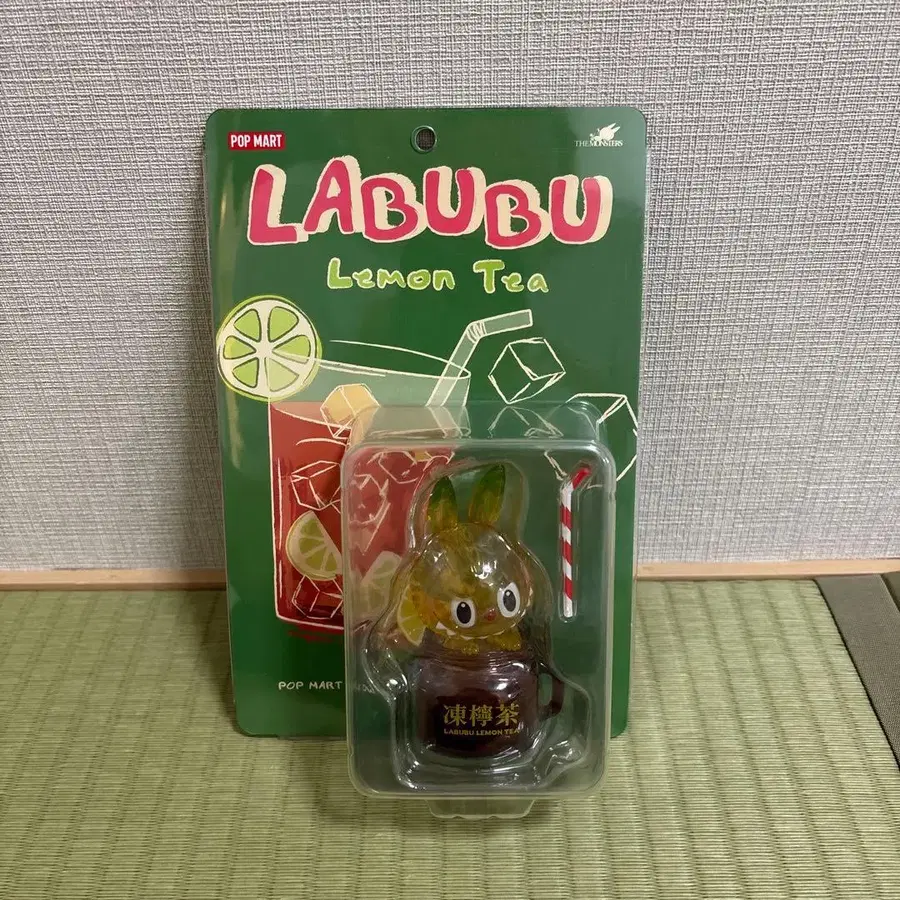 POP MART
THE MONSTERS
LABUBU
Lemon Tea
POP MART
凍檸茶
LABUBU LEMON TEA